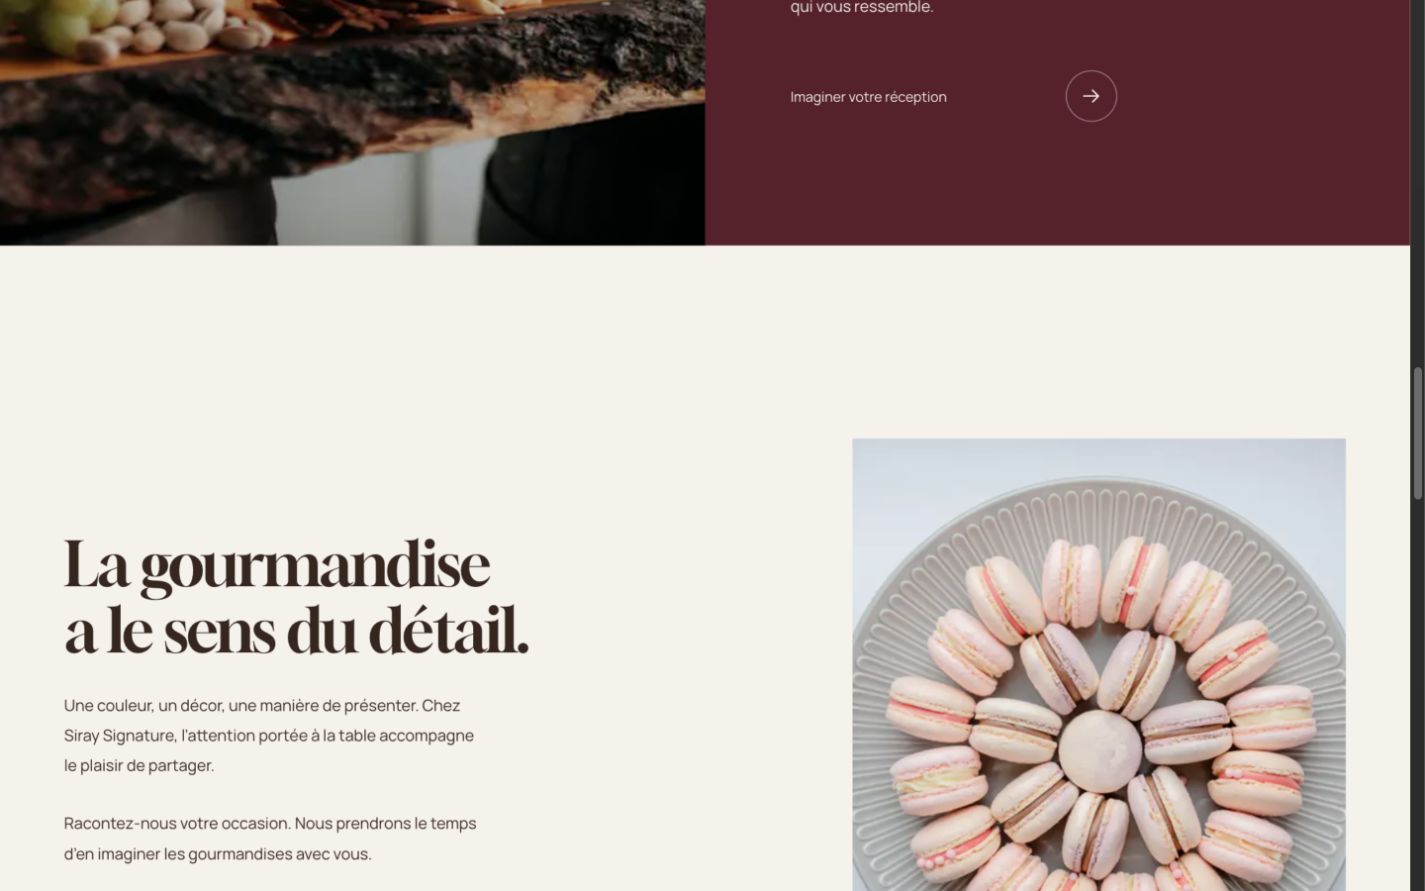 qui vous ressemble.
Imaginer votre réception
La gourmandise
a le sens du détail.
Une couleur, un décor, une manière de présenter. Chez
Siray Signature, l'attention portée à la table accompagne
le plaisir de partager.
Racontez-nous votre occasion. Nous prendrons le temps
d'en imaginer les gourmandises avec vous.